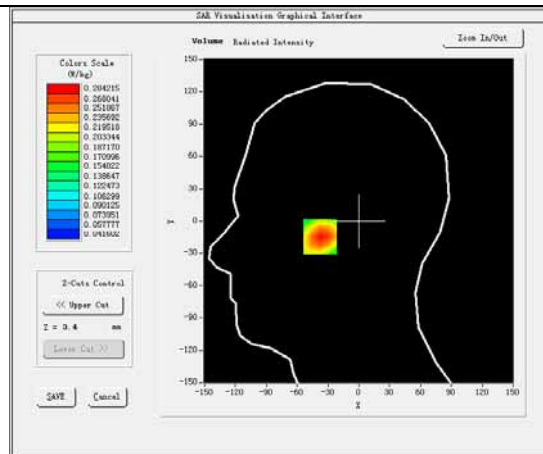 SAR Visualisation Graphical Interface
Volume Radiated Intensity
Zoom In/Out
Colors Scale
(W/kg)
0.284215
0.268041
0.251867
0.235692
0.219518
0.203344
0.187170
0.170996
0.154822
0.138647
0.122473
0.106299
0.090125
0.073951
0.057777
0.041602
Z-Cuts Control
<< Upper Cut
Z = 3.4 mm
Lower Cut >>
SAVE Cancel
150
120
90
60
30
0
-30
-60
-90
-120
-150
Y
-150 -120 -90 -60 -30 0 30 60 90 120 150